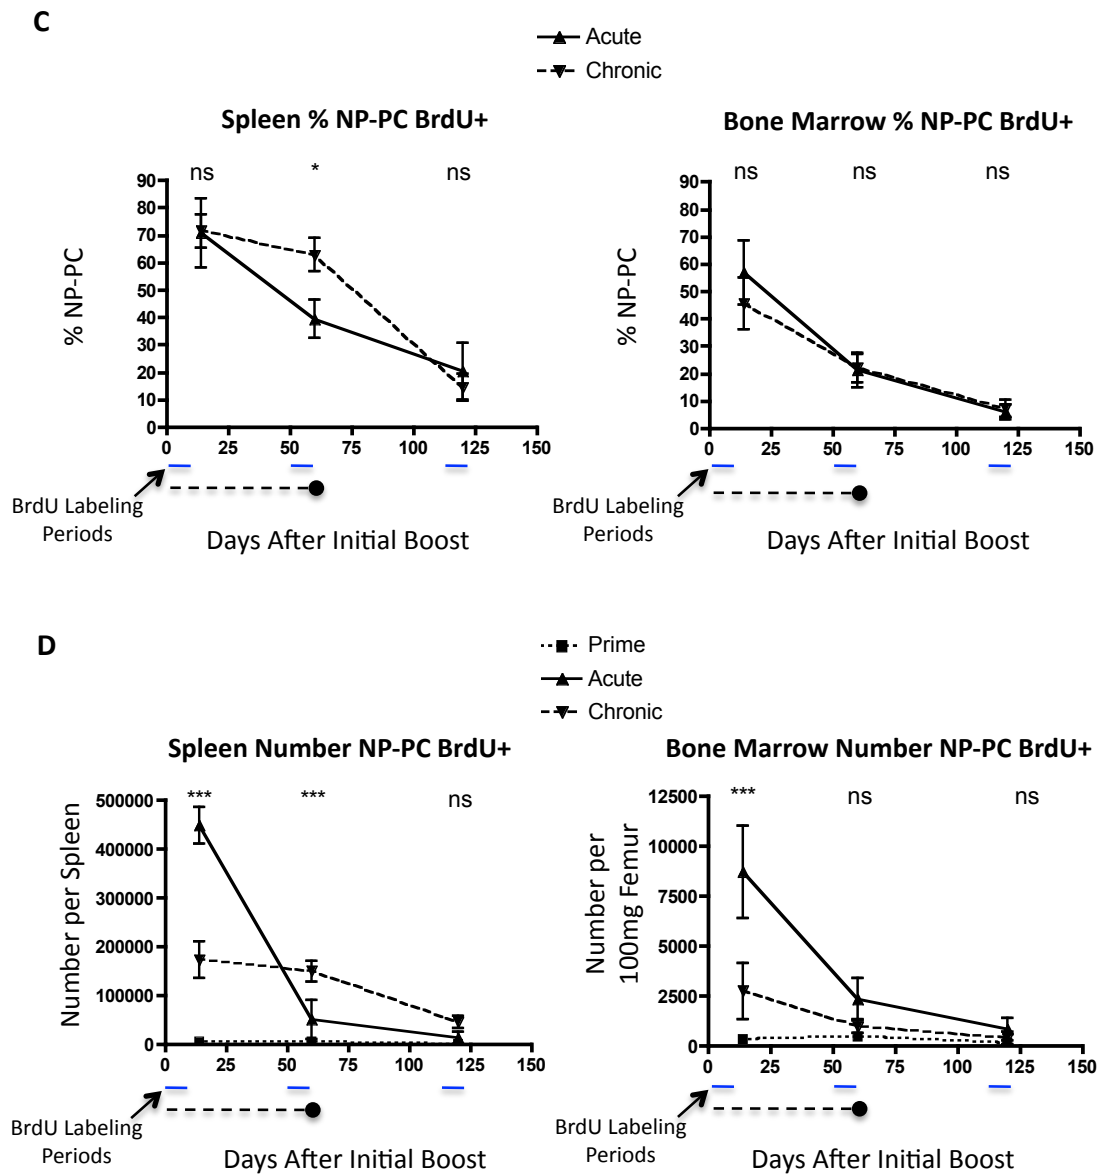 C
Acute
Chronic
Spleen % NP-PC BrdU+
ns
*
ns
% NP-PC
90
80
70
60
50
40
30
20
10
0
0 25 50 75 100 125 150
BrdU Labeling
Periods
Days After Initial Boost
Bone Marrow % NP-PC BrdU+
ns
ns
ns
% NP-PC
90
80
70
60
50
40
30
20
10
0
0 25 50 75 100 125 150
BrdU Labeling
Periods
Days After Initial Boost
D
Prime
Acute
Chronic
Spleen Number NP-PC BrdU+
***
***
ns
Number per Spleen
500000
400000
300000
200000
100000
0
0 25 50 75 100 125 150
BrdU Labeling
Periods
Days After Initial Boost
Bone Marrow Number NP-PC BrdU+
***
ns
ns
Number per
100mg Femur
12500
10000
7500
5000
2500
0
0 25 50 75 100 125 150
BrdU Labeling
Periods
Days After Initial Boost